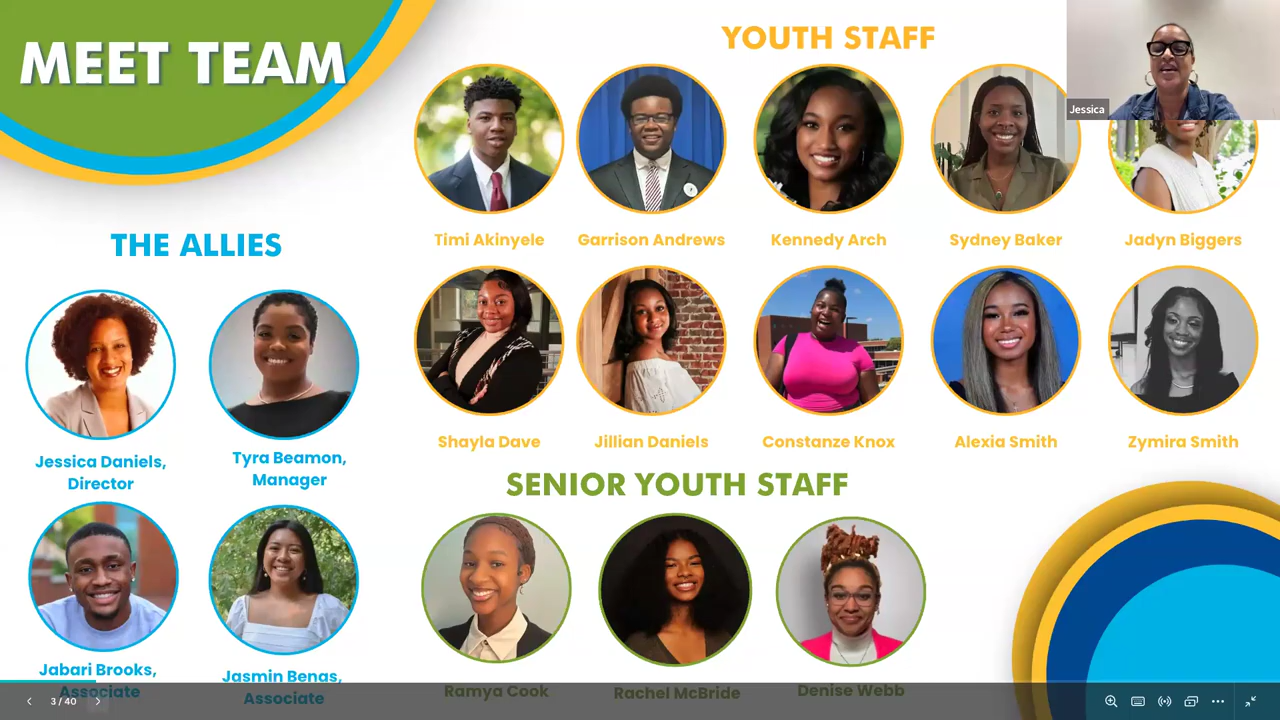 MEET TEAM
YOUTH STAFF
Jessica
Timi Akinyele
Garrison Andrews
Kennedy Arch
Sydney Baker
Jadyn Biggers
THE ALLIES
Jessica Daniels,
Director
Tyra Beamon,
Manager
Jabari Brooks,
Associate
Jasmin Benas,
Associate
Shayla Dave
Jillian Daniels
Constanze Knox
Alexia Smith
Zymira Smith
SENIOR YOUTH STAFF
Ramya Cook
Rachel McBride
Denise Webb
3 / 40